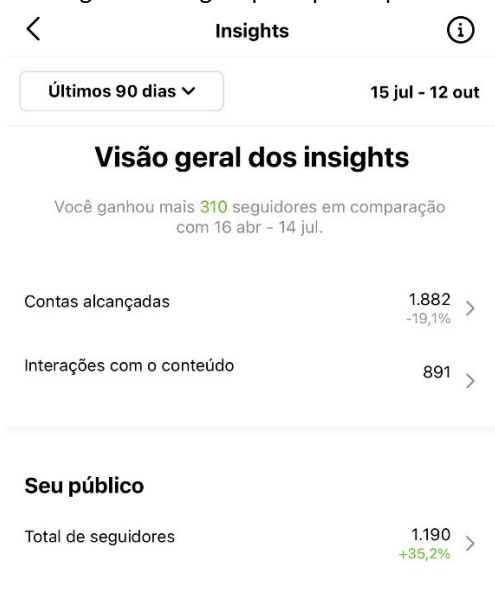 Insights
Últimos 90 dias
15 jul - 12 out
Visão geral dos insights
Você ganhou mais 310 seguidores em comparação
com 16 abr - 14 jul.
Contas alcançadas
1.882
-19,1%
Interações com o conteúdo
891
Seu público
Total de seguidores
1.190
+35,2%